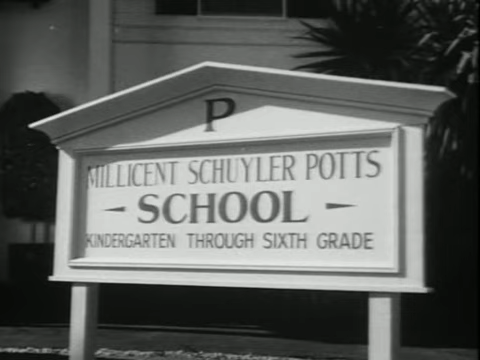 P
MILLICENT SCHUYLER POTTS
SCHOOL
KINDERGARTEN THROUGH SIXTH GRADE